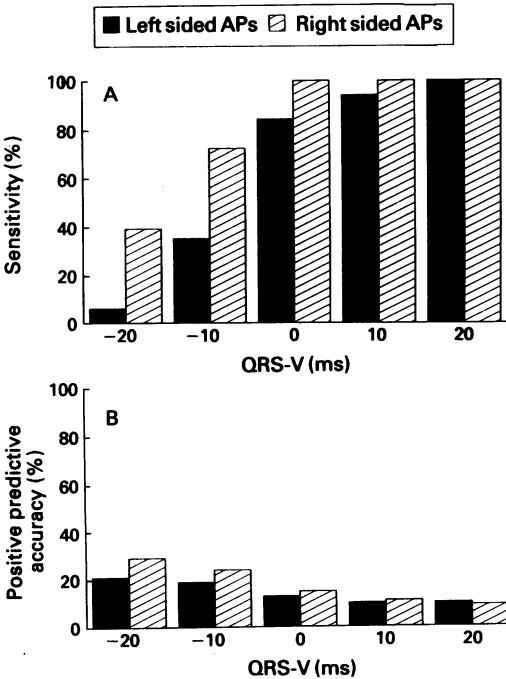 Left sided APs Right sided APs
A
Sensitivity (%)
100
80
60
40
20
0
−20 −10 0 10 20
QRS-V (ms)
B
Positive predictive
accuracy (%)
100
80
60
40
20
0
−20 −10 0 10 20
QRS-V (ms)